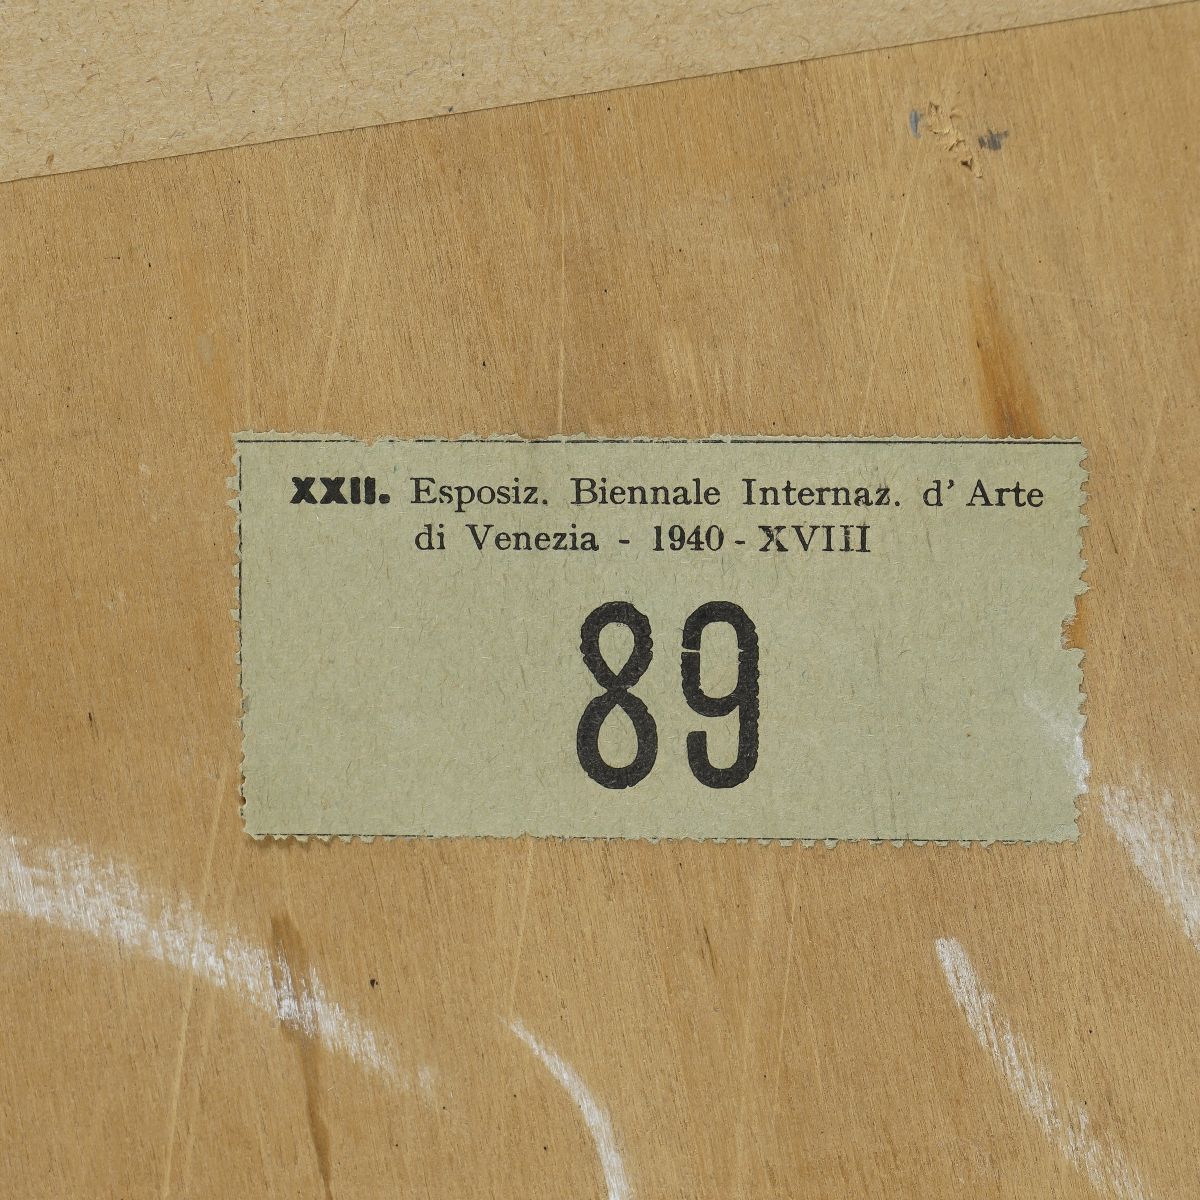 XXII. Esposiz. Biennale Internaz. d' Arte
di Venezia - 1940 - XVIII
89